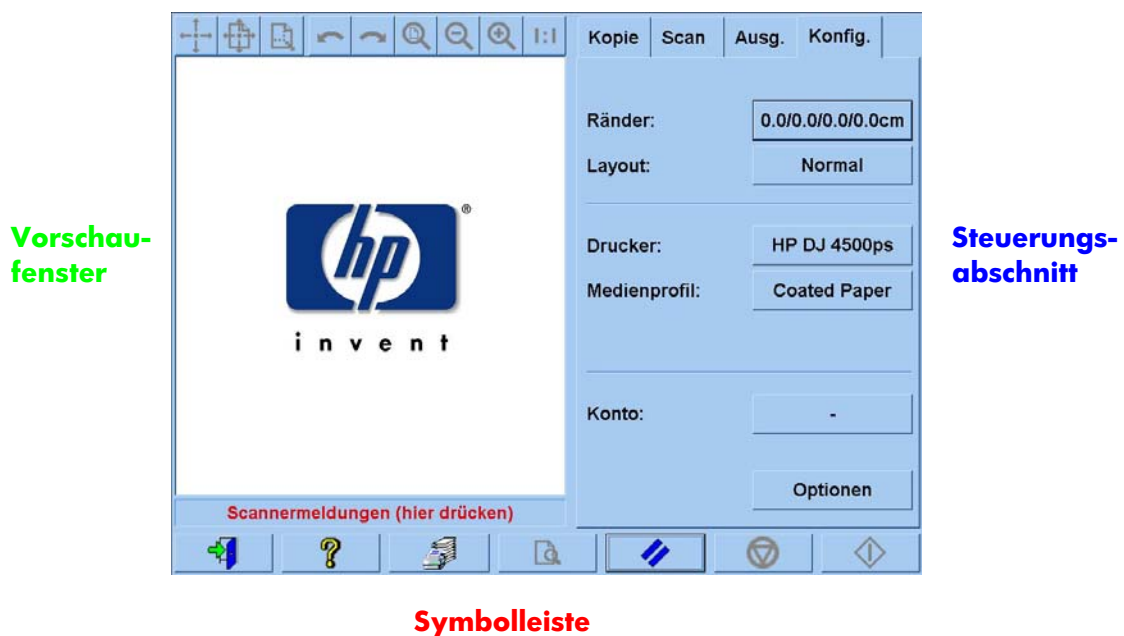 1:1
Kopie Scan Ausg. Konfig.
Ränder: 0.0/0.0/0.0/0.0cm
Layout: Normal
Vorschau-
fenster
hp ®
invent
Drucker: HP DJ 4500ps
Medienprofil: Coated Paper
Steuerungs-
abschnitt
Konto: -
Optionen
Scannermeldungen (hier drücken)
?
Symbolleiste